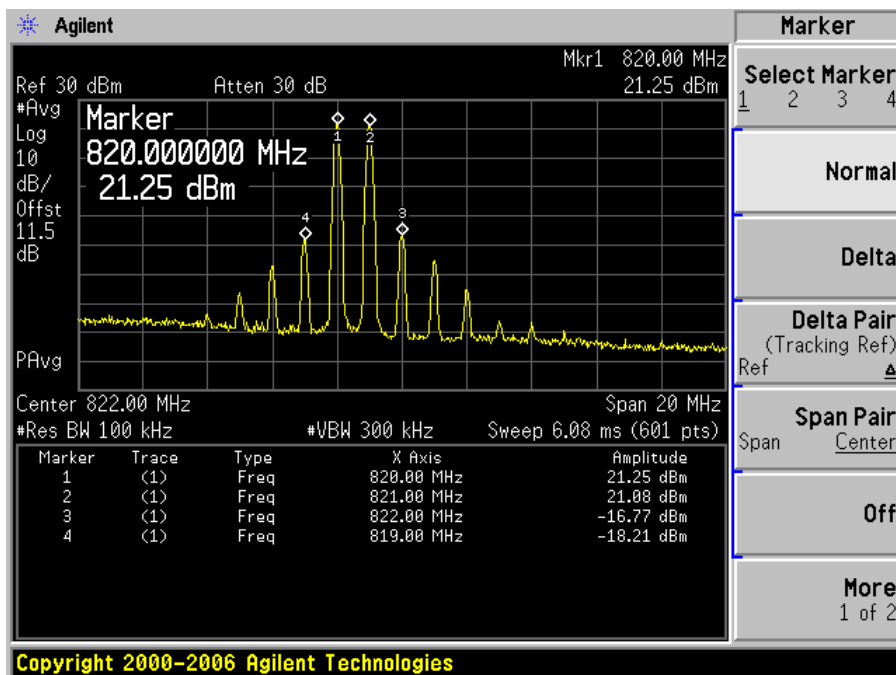 Agilent
Marker
Mkr1 820.00 MHz
Ref 30 dBm Atten 30 dB 21.25 dBm
#Avg
Log
10
dB/
Offst
11.5
dB
PAvg
Marker
820.000000 MHz
21.25 dBm
1
2
3
4
Center 822.00 MHz Span 20 MHz
#Res BW 100 kHz #VBW 300 kHz Sweep 6.08 ms (601 pts)
Marker Trace Type X Axis Amplitude
1 (1) Freq 820.00 MHz 21.25 dBm
2 (1) Freq 821.00 MHz 21.08 dBm
3 (1) Freq 822.00 MHz -16.77 dBm
4 (1) Freq 819.00 MHz -18.21 dBm
Select Marker
1 2 3 4
Normal
Delta
Delta Pair
(Tracking Ref)
Ref Δ
Span Pair
Span Center
Off
More
1 of 2
Copyright 2000-2006 Agilent Technologies